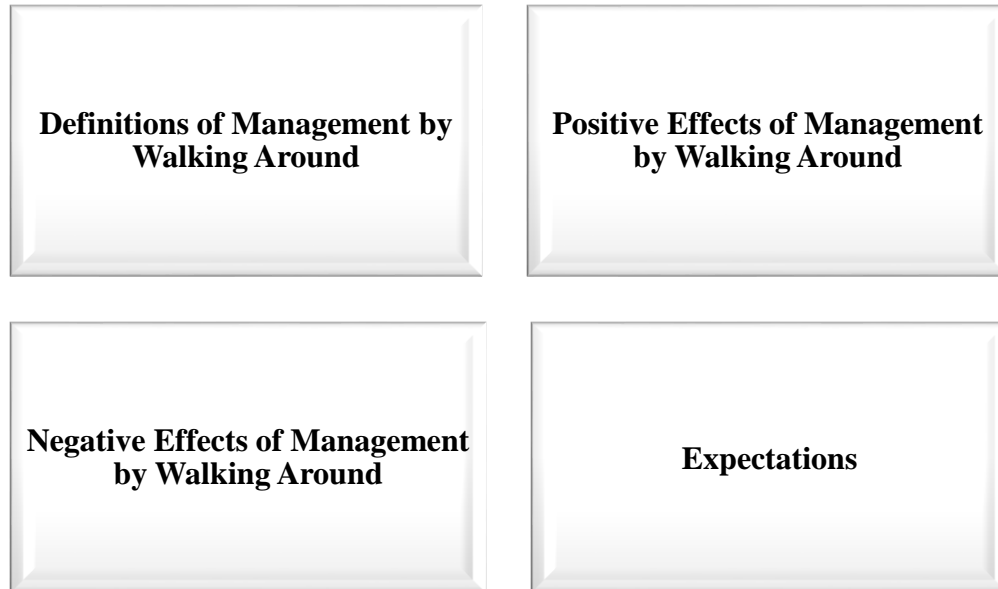 Definitions of Management by
Walking Around
Positive Effects of Management
by Walking Around
Negative Effects of Management
by Walking Around
Expectations